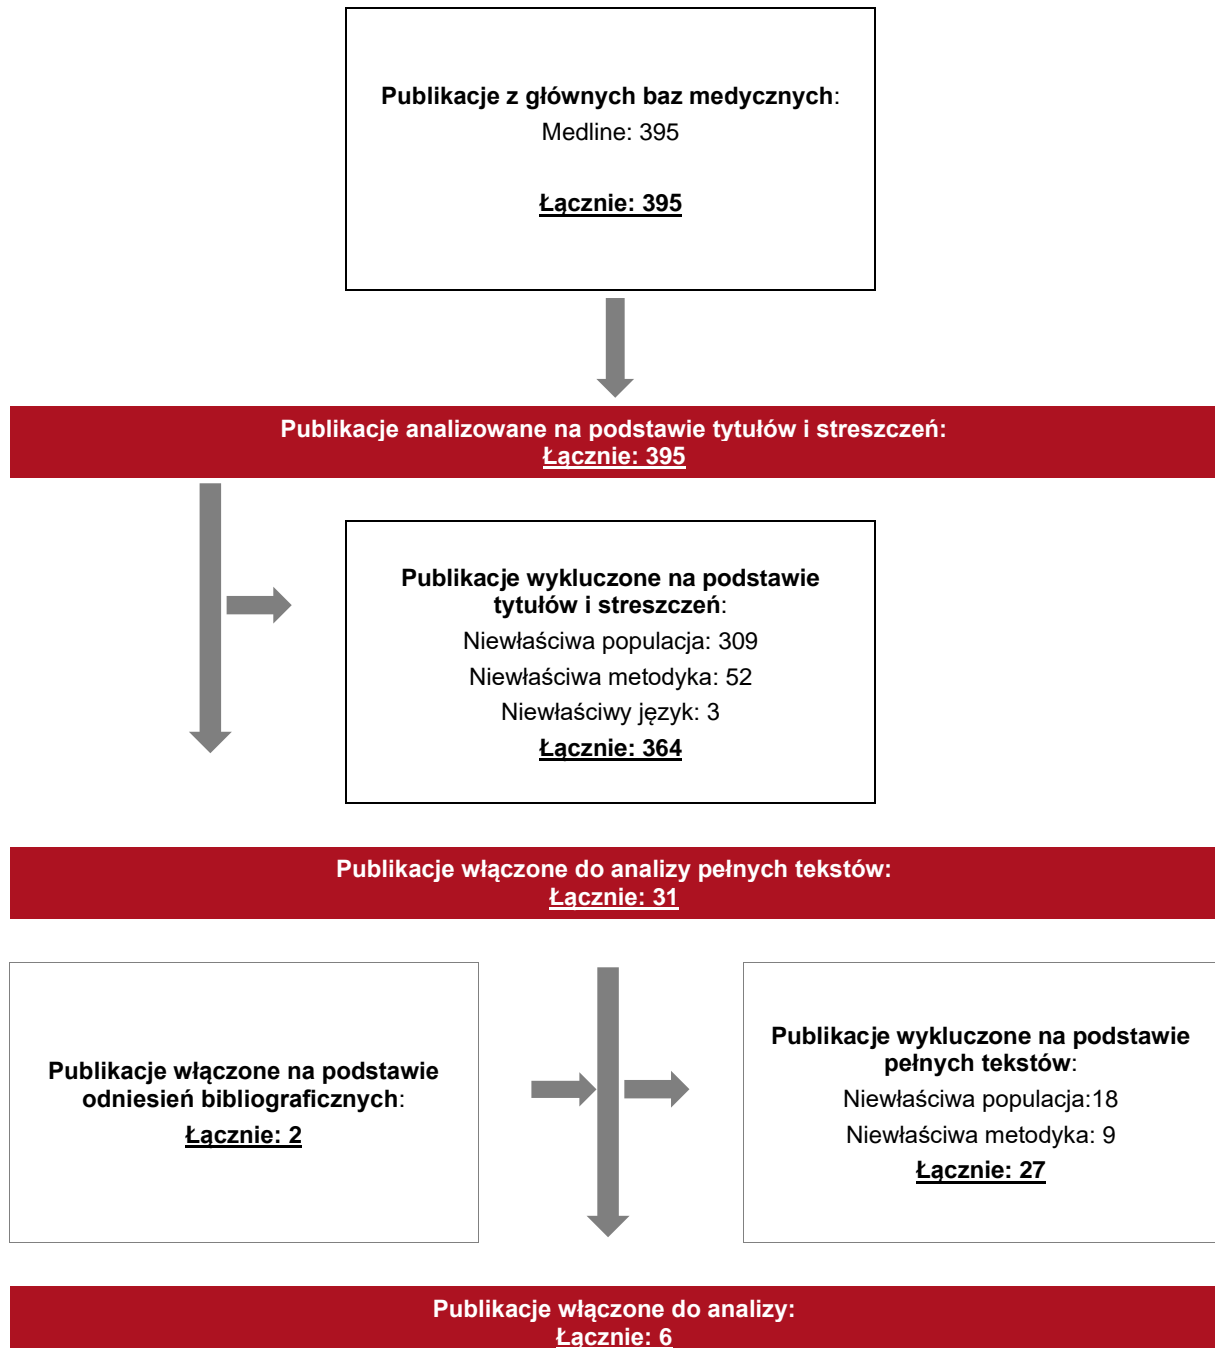 Publikacje z głównych baz medycznych:
Medline: 395
Łącznie: 395
Publikacje analizowane na podstawie tytułów i streszczeń:
Łącznie: 395
Publikacje wykluczone na podstawie
tytułów i streszczeń:
Niewłaściwa populacja: 309
Niewłaściwa metodyka: 52
Niewłaściwy język: 3
Łącznie: 364
Publikacje włączone do analizy pełnych tekstów:
Łącznie: 31
Publikacje włączone na podstawie
odniesień bibliograficznych:
Łącznie: 2
Publikacje wykluczone na podstawie
pełnych tekstów:
Niewłaściwa populacja:18
Niewłaściwa metodyka: 9
Łącznie: 27
Publikacje włączone do analizy:
Łącznie: 6